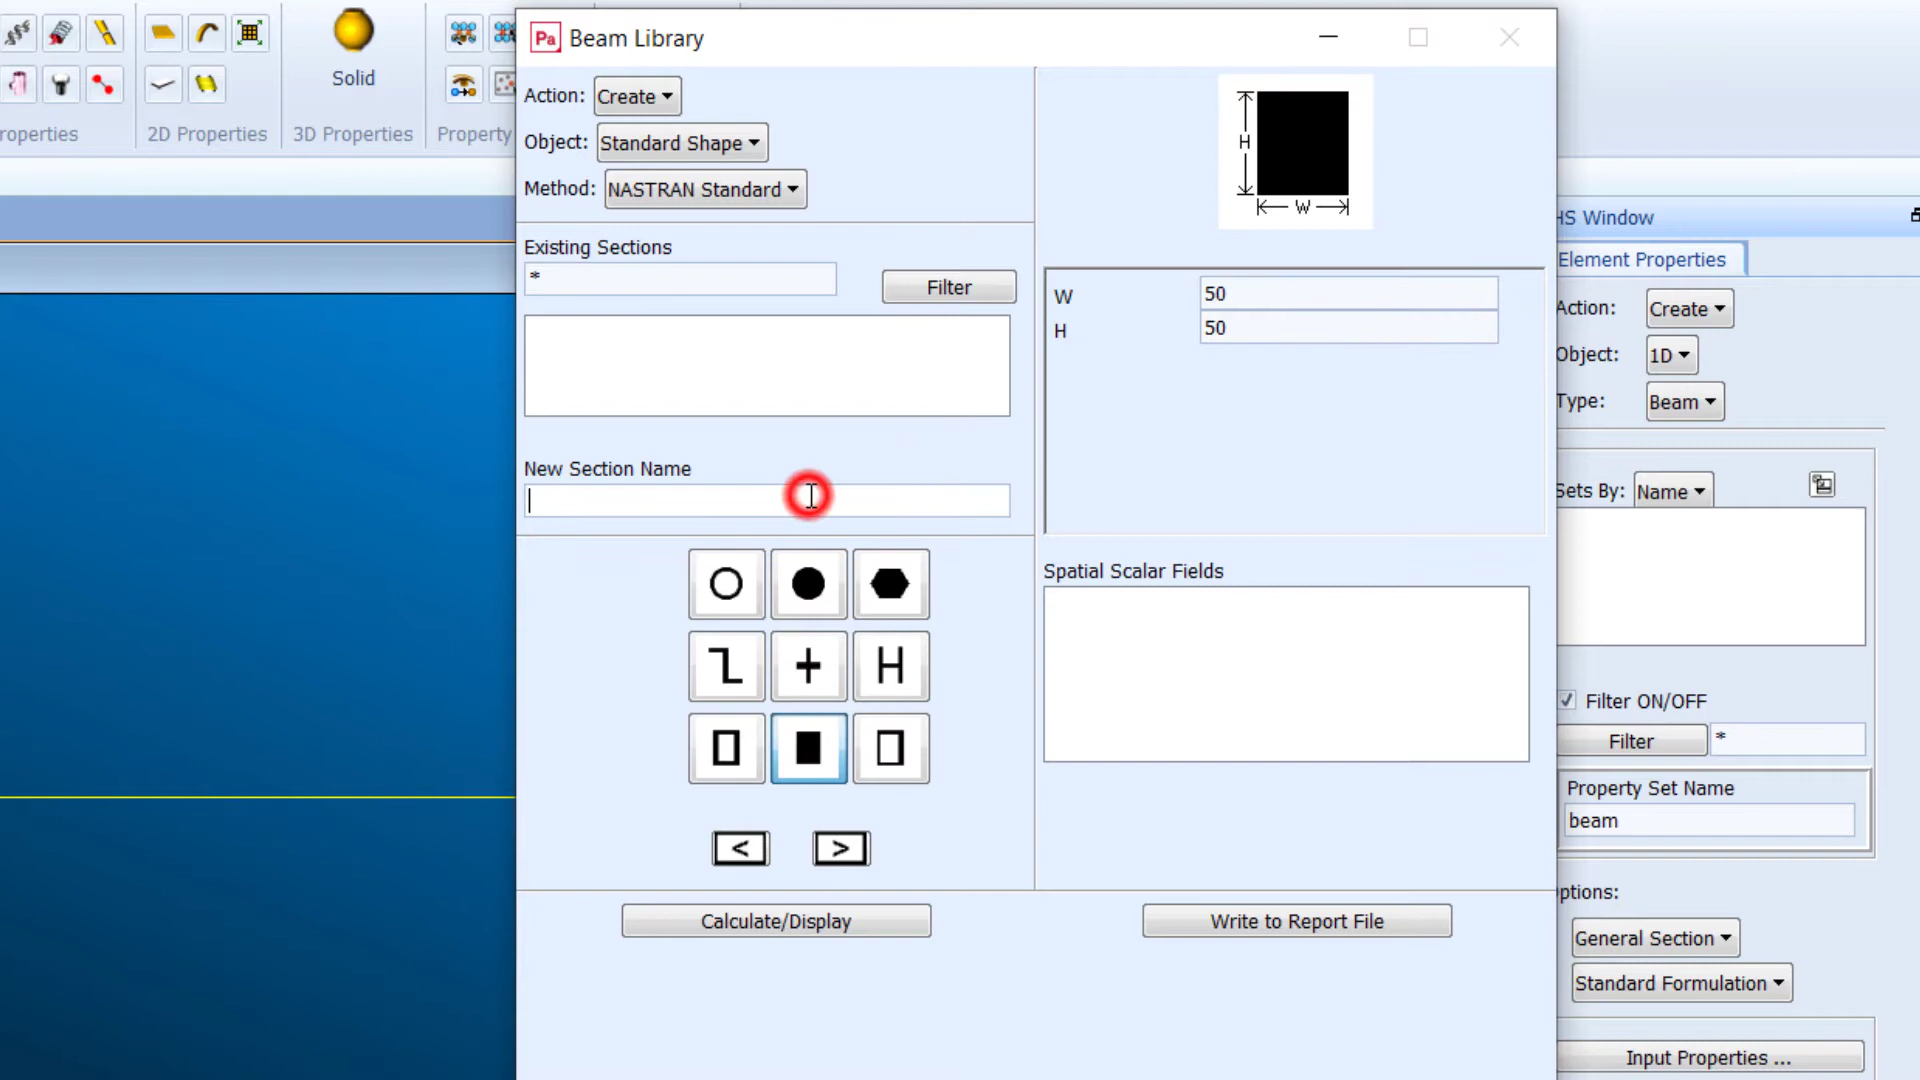 Pa Beam Library
Solid
roperties
2D Properties
3D Properties
Property
Action: Create
Object: Standard Shape
Method: NASTRAN Standard
Existing Sections
*
Filter
New Section Name
< >
Calculate/Display
H
W
W 50
H 50
Spatial Scalar Fields
Write to Report File
HS Window
Element Properties
Action: Create
Object: 1D
Type: Beam
Sets By: Name
Filter ON/OFF
Filter *
Property Set Name
beam
ptions:
General Section
Standard Formulation
Input Properties ...